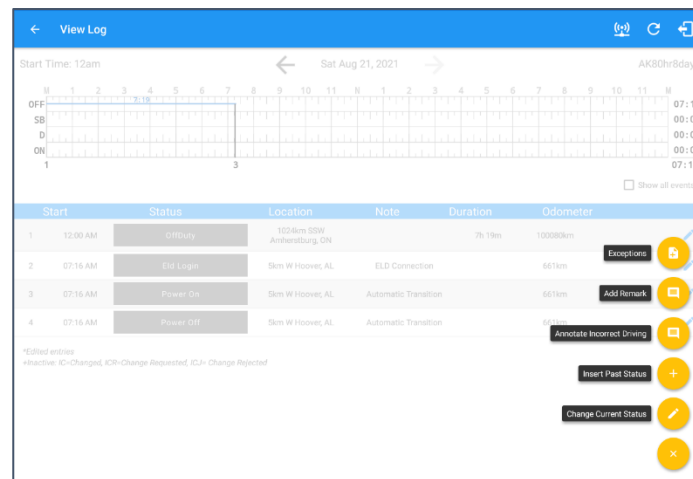 View Log
Start Time: 12am
Sat Aug 21, 2021
AK80hr8day
M 1 2 3 4 5 6 7 8 9 10 11 N 1 2 3 4 5 6 7 8 9 10 11 M
OFF 7:19 07:1
SB 00:0
D 00:0
ON 00:0
1 3 07:1
Show all events
Start Status Location Note Duration Odometer
1 12:00 AM OffDuty 1024km SSW Amherstburg, ON 7h 19m 100080km
2 07:16 AM Eld Login 5km W Hoover, AL ELD Connection 661km
3 07:16 AM Power On 5km W Hoover, AL Automatic Transition 661km
4 07:16 AM Power Off 5km W Hoover, AL Automatic Transition 661km
*Edited entries
+Inactive: IC=Changed, ICR=Change Requested, ICJ= Change Rejected
Exceptions
Add Remark
Annotate Incorrect Driving
Insert Past Status
Change Current Status